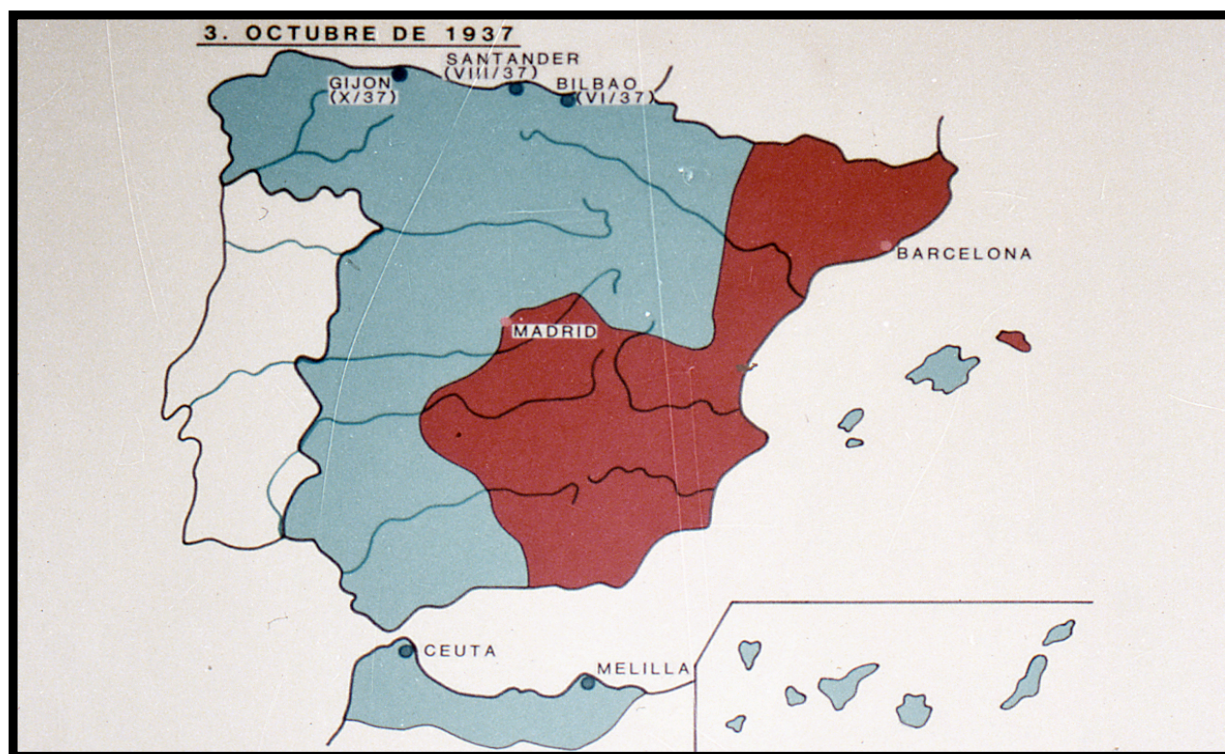 3. OCTUBRE DE 1937
SANTANDER
(VIII/37)
GIJON
(X/37)
BILBAO
(VI/37)
BARCELONA
MADRID
CEUTA
MELILLA